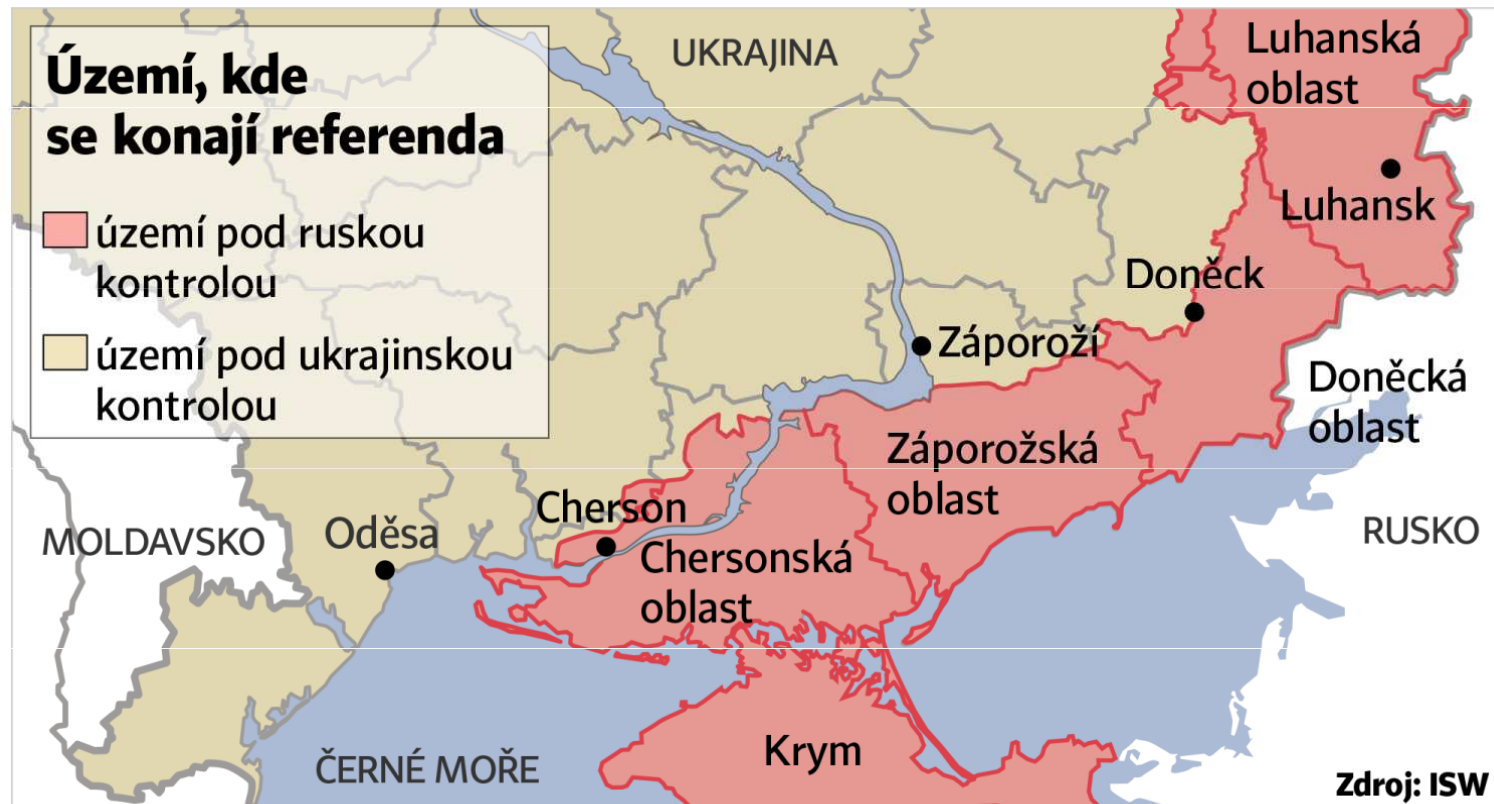 Území, kde
se konají referenda
území pod ruskou
kontrolou
území pod ukrajinskou
kontrolou
UKRAJINA
Luhanská
oblast
Luhansk
Doněck
Záporoží
Doněcká
oblast
Záporožská
oblast
Cherson
Chersonská
oblast
Oděsa
MOLDAVSKO
RUSKO
Krym
ČERNÉ MOŘE
Zdroj: ISW